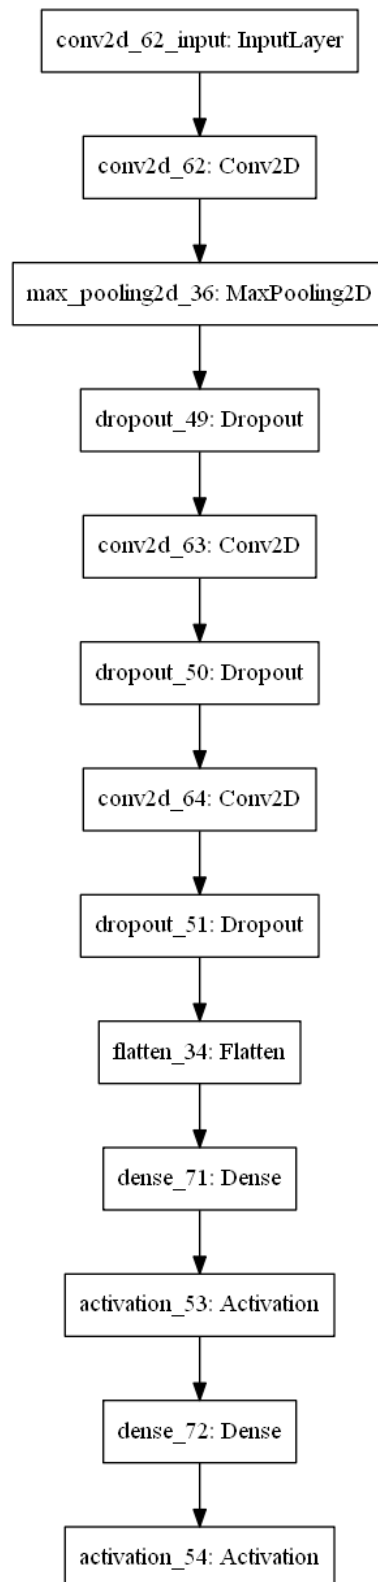 conv2d_62_input: InputLayer
conv2d_62: Conv2D
max_pooling2d_36: MaxPooling2D
dropout_49: Dropout
conv2d_63: Conv2D
dropout_50: Dropout
conv2d_64: Conv2D
dropout_51: Dropout
flatten_34: Flatten
dense_71: Dense
activation_53: Activation
dense_72: Dense
activation_54: Activation